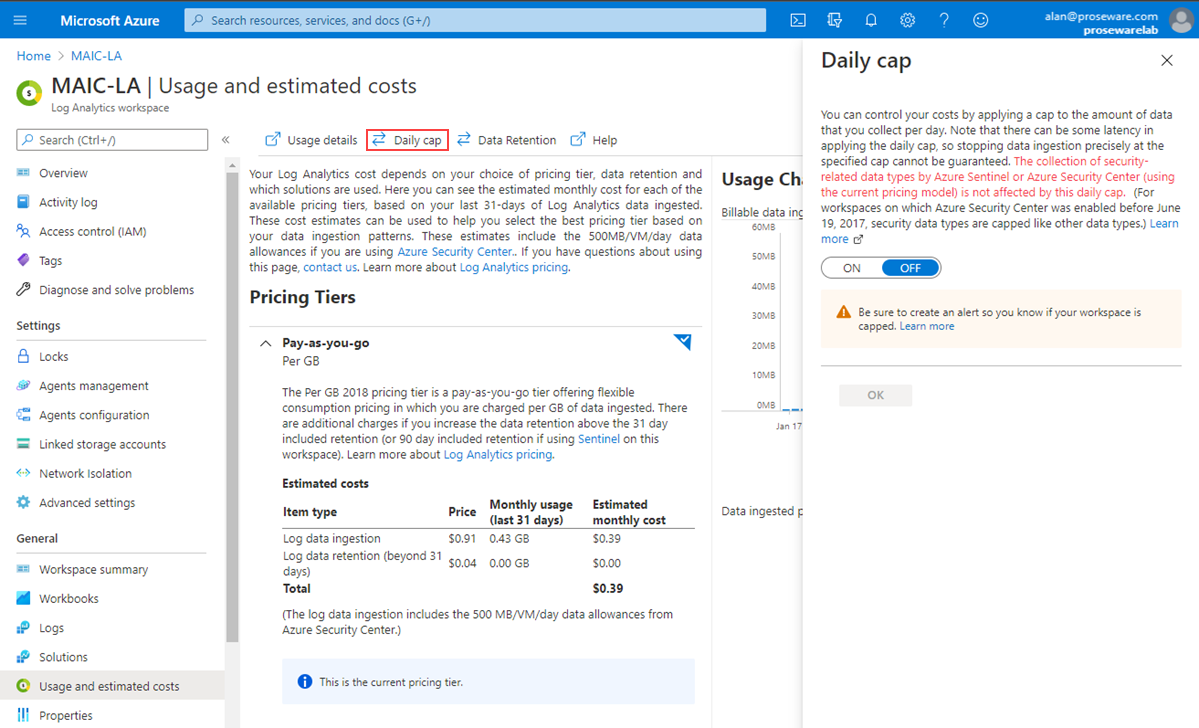 Microsoft Azure
Search resources, services, and docs (G+/)
alan@proseware.com
prosewarelab
Home > MAIC-LA
MAIC-LA | Usage and estimated costs
Log Analytics workspace
Search (Ctrl+/)
«
Overview
Activity log
Access control (IAM)
Tags
Diagnose and solve problems
Settings
Locks
Agents management
Agents configuration
Linked storage accounts
Network Isolation
Advanced settings
General
Workspace summary
Workbooks
Logs
Solutions
Usage and estimated costs
Properties
Usage details
Daily cap
Data Retention
Help
Your Log Analytics cost depends on your choice of pricing tier, data retention and
which solutions are used. Here you can see the estimated monthly cost for each of the
available pricing tiers, based on your last 31-days of Log Analytics data ingested.
These cost estimates can be used to help you select the best pricing tier based on
your data ingestion patterns. These estimates include the 500MB/VM/day data
allowances if you are using Azure Security Center.. If you have questions about using
this page, contact us. Learn more about Log Analytics pricing.
Pricing Tiers
Pay-as-you-go
Per GB
The Per GB 2018 pricing tier is a pay-as-you-go tier offering flexible
consumption pricing in which you are charged per GB of data ingested. There
are additional charges if you increase the data retention above the 31 day
included retention (or 90 day included retention if using Sentinel on this
workspace). Learn more about Log Analytics pricing.
Estimated costs
Item type Price Monthly usage (last 31 days) Estimated monthly cost
Log data ingestion $0.91 0.43 GB $0.39
Log data retention (beyond 31 days) $0.04 0.00 GB $0.00
Total $0.39
(The log data ingestion includes the 500 MB/VM/day data allowances from
Azure Security Center.)
This is the current pricing tier.
Usage Cha
Billable data ing
60MB
50MB
40MB
30MB
20MB
10MB
0MB
Jan 17
Data ingested p
Daily cap
You can control your costs by applying a cap to the amount of data
that you collect per day. Note that there can be some latency in
applying the daily cap, so stopping data ingestion precisely at the
specified cap cannot be guaranteed. The collection of security-
related data types by Azure Sentinel or Azure Security Center (using
the current pricing model) is not affected by this daily cap. (For
workspaces on which Azure Security Center was enabled before June
19, 2017, security data types are capped like other data types.) Learn
more
ON OFF
Be sure to create an alert so you know if your workspace is
capped. Learn more
OK